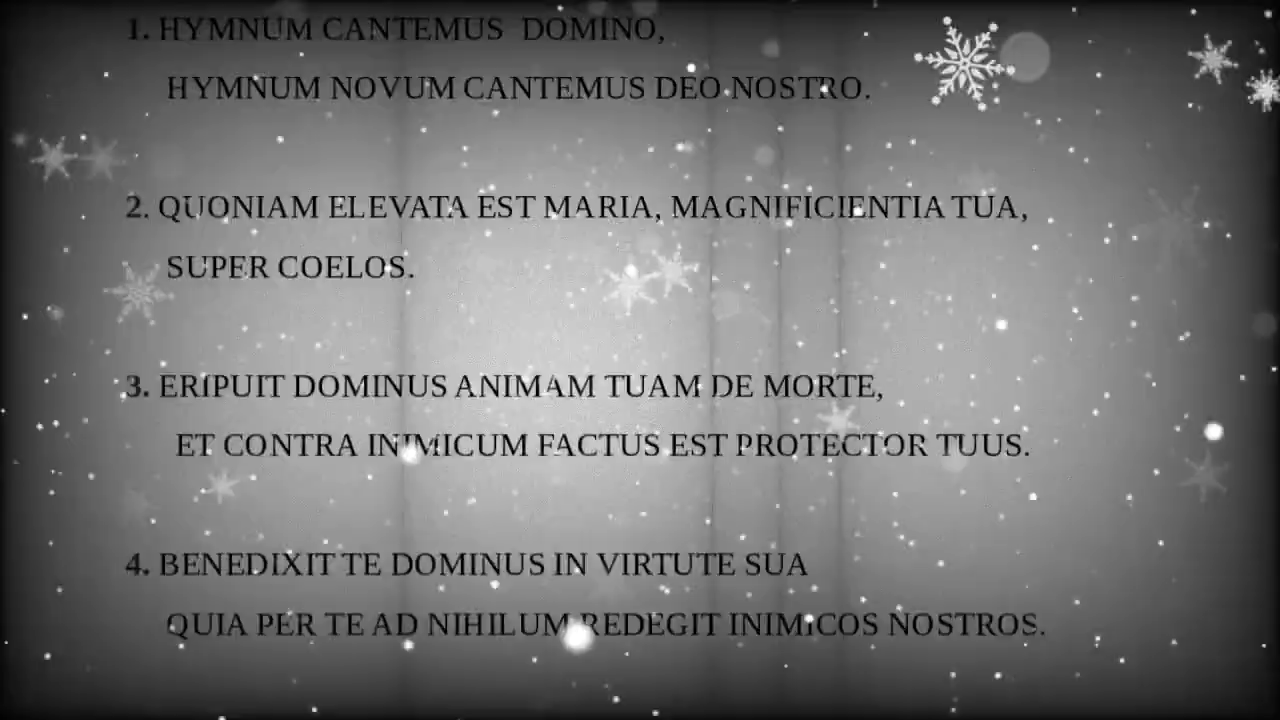 1. HYMNUM CANTEMUS DOMINO,
HYMNUM NOVUM CANTEMUS DEO NOSTRO.
2. QUONIAM ELEVATA EST MARIA, MAGNIFICIENTIA TUA,
SUPER COELOS.
3. ERIPUIT DOMINUS ANIMAM TUAM DE MORTE,
ET CONTRA INIMICUM FACTUS EST PROTECTOR TUUS.
4. BENEDIXIT TE DOMINUS IN VIRTUTE SUA
QUIA PER TE AD NIHILUM REDEGIT INIMICOS NOSTROS.